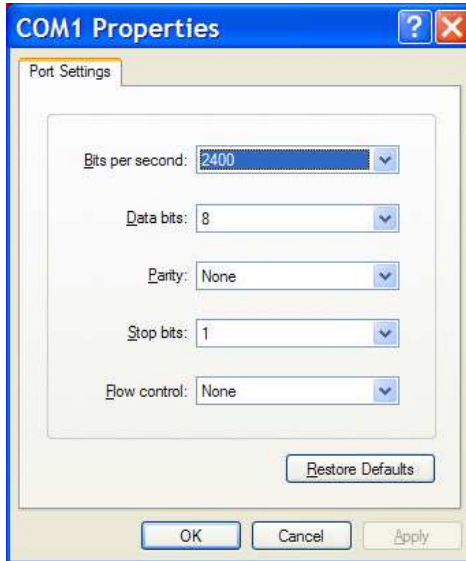 COM1 Properties
Port Settings
Bits per second: 2400
Data bits: 8
Parity: None
Stop bits: 1
Flow control: None
Restore Defaults
OK Cancel Apply